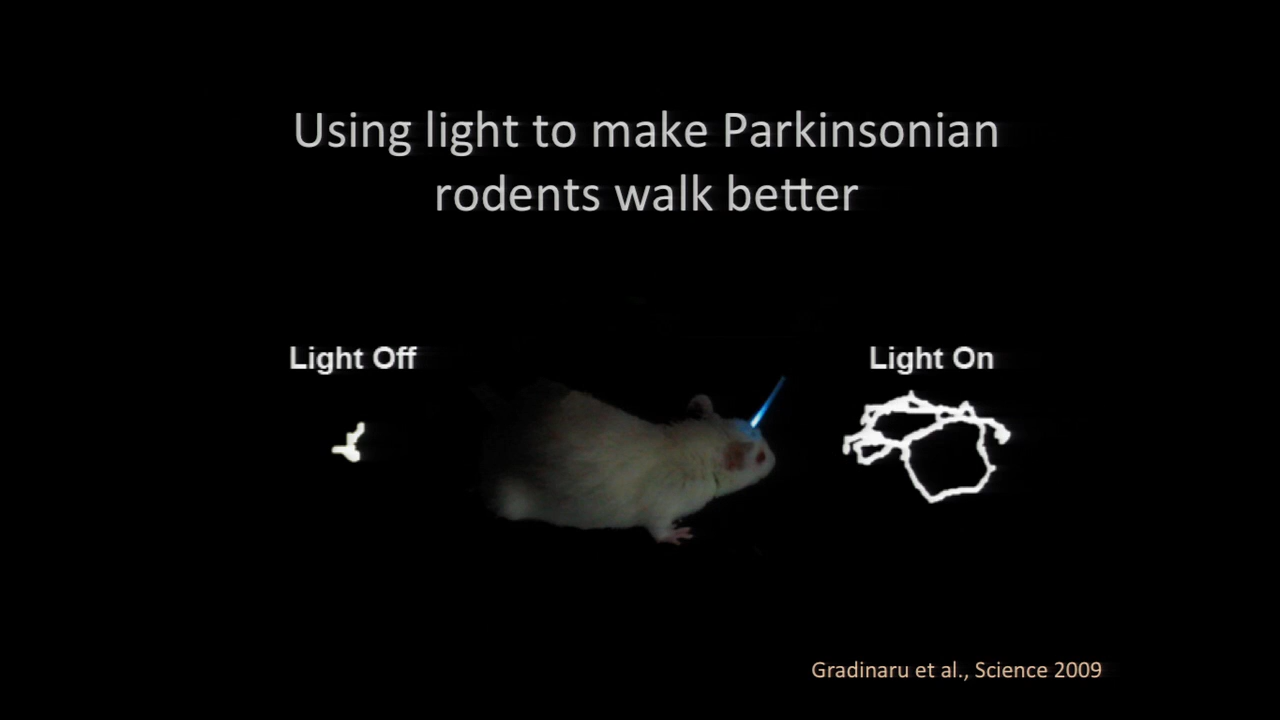 Using light to make Parkinsonian
rodents walk better
Light Off
Light On
Gradinaru et al., Science 2009